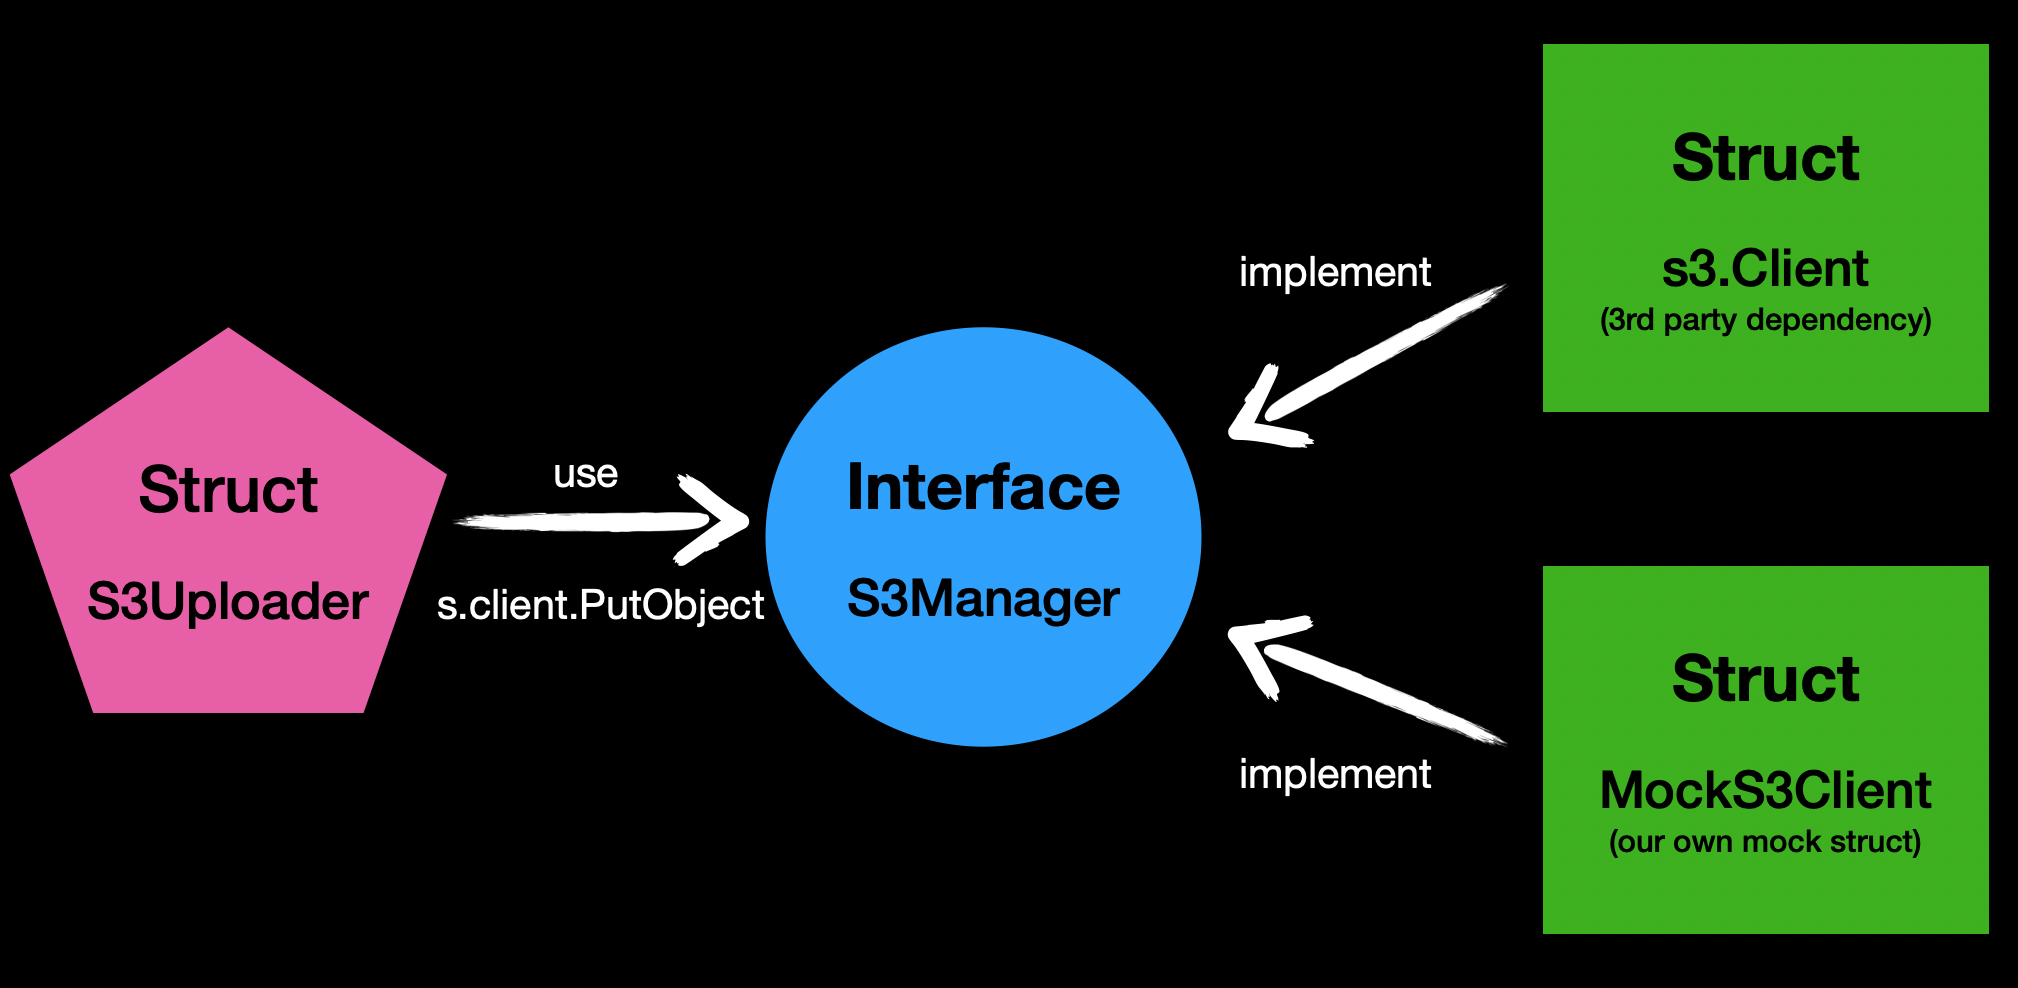 Struct
S3Uploader
use
s.client.PutObject
Interface
S3Manager
implement
Struct
s3.Client
(3rd party dependency)
implement
Struct
MockS3Client
(our own mock struct)